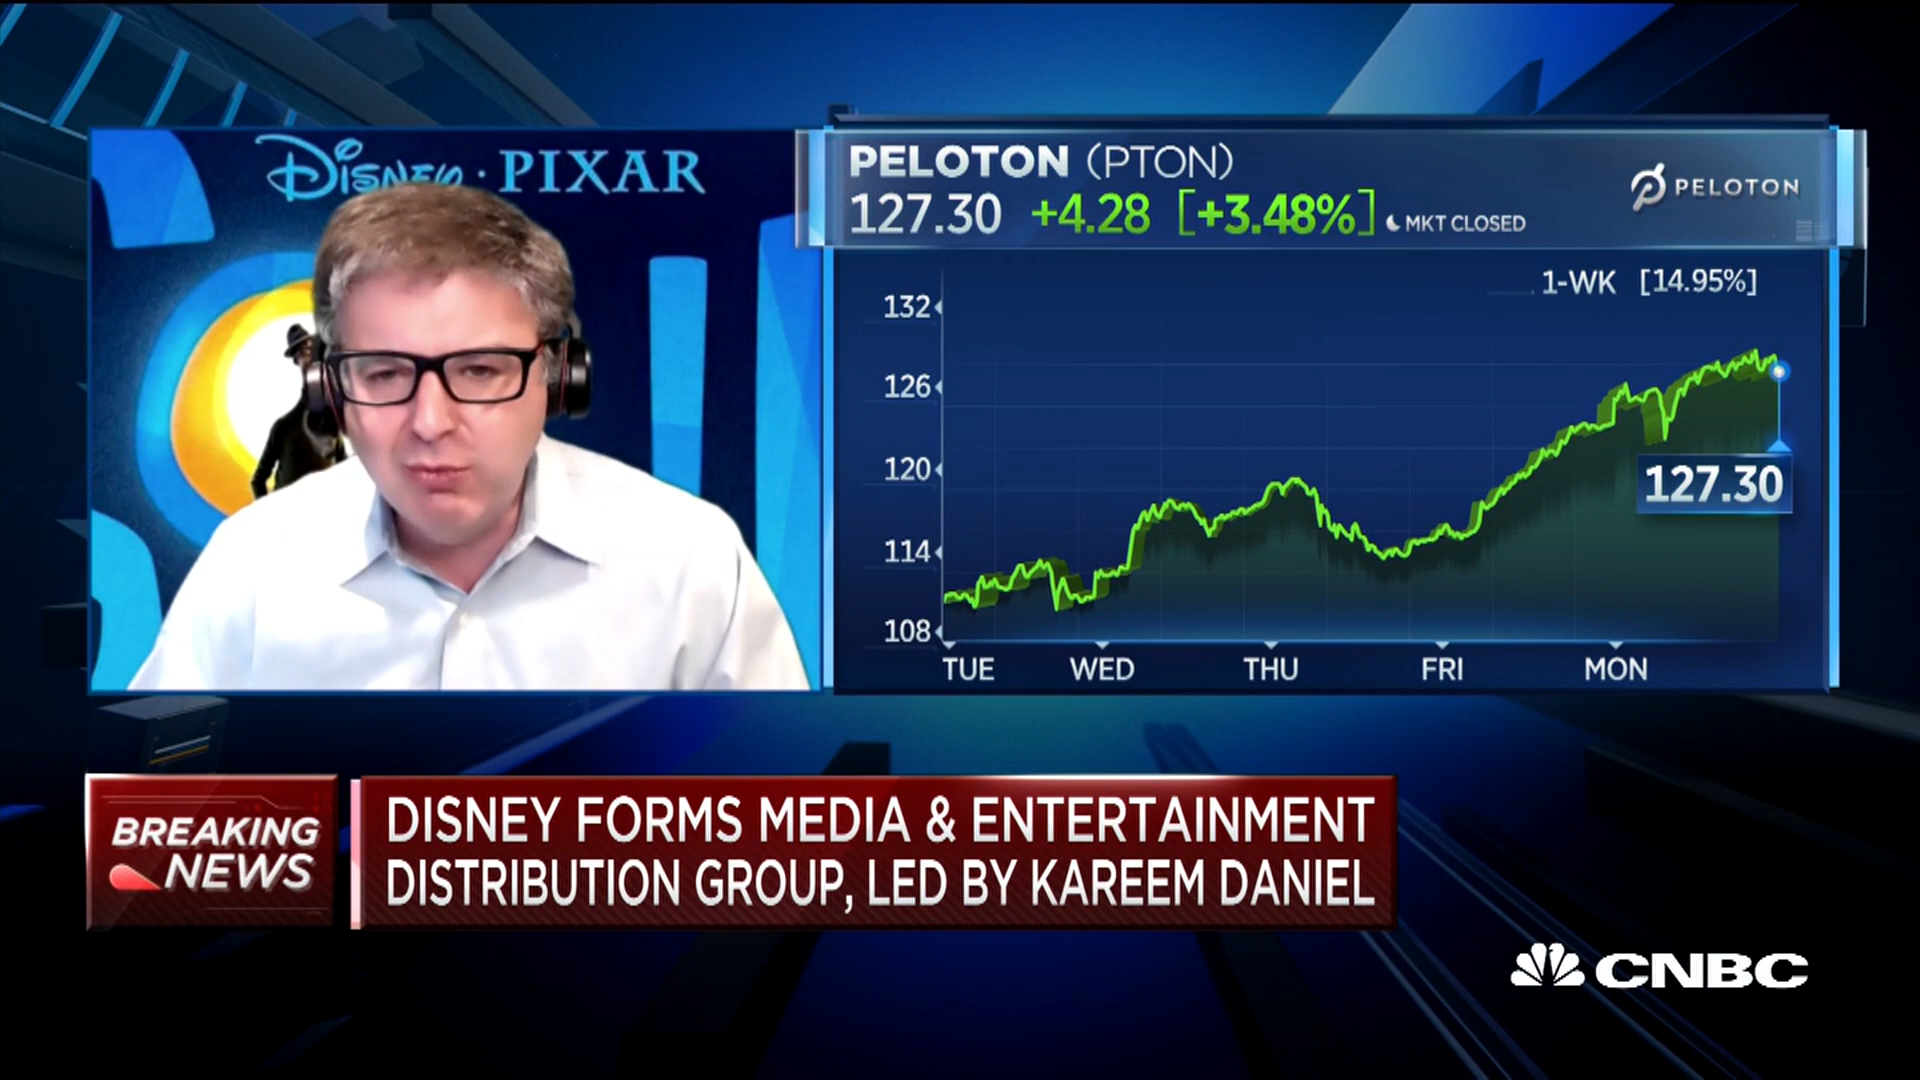 DISNEY · PIXAR
PELOTON (PTON)
127.30 +4.28 [+3.48%] MKT CLOSED
PELOTON
1-WK [14.95%]
132
126
120
114
108
127.30
TUE WED THU FRI MON
BREAKING
NEWS
DISNEY FORMS MEDIA & ENTERTAINMENT
DISTRIBUTION GROUP, LED BY KAREEM DANIEL
CNBC